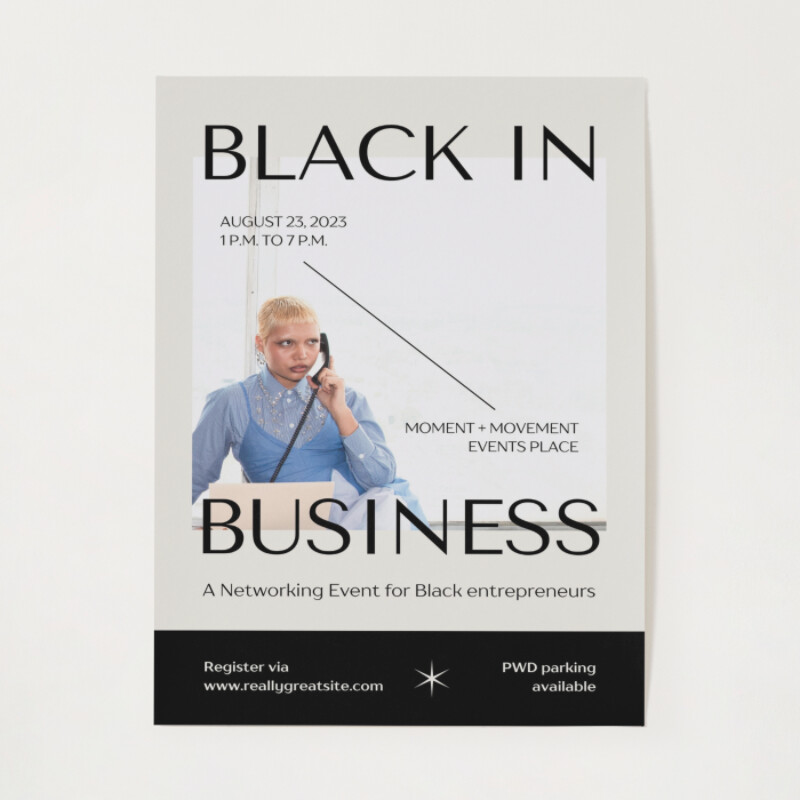 BLACK IN
AUGUST 23, 2023
1 P.M. TO 7 P.M.
MOMENT + MOVEMENT
EVENTS PLACE
BUSINESS
A Networking Event for Black entrepreneurs
Register via
www.reallygreatsite.com
PWD parking
available